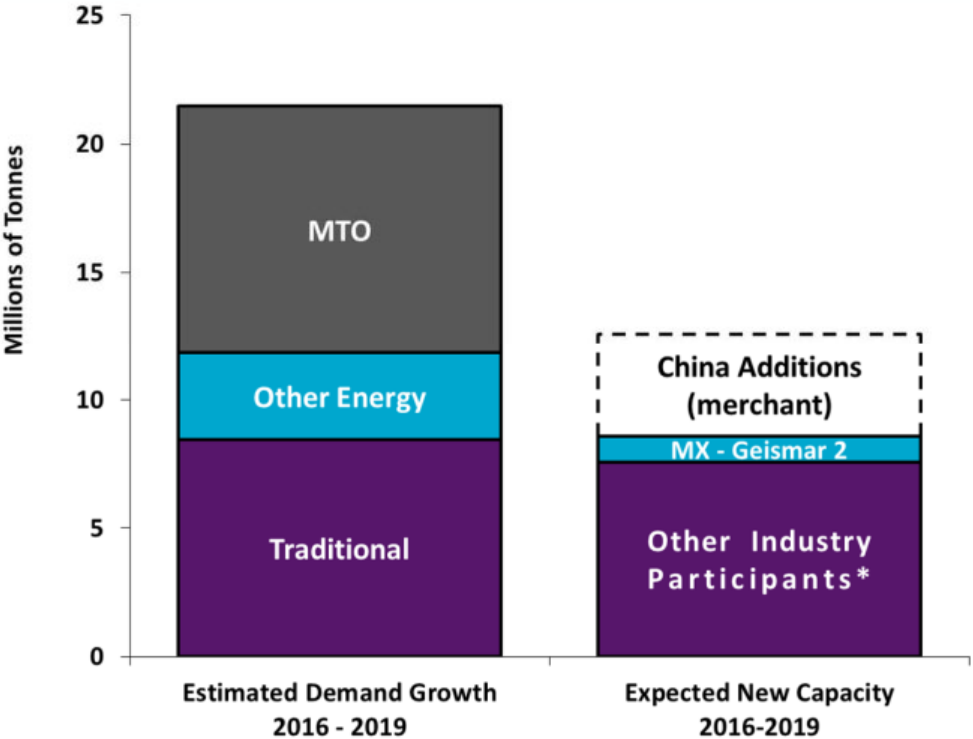 Millions of Tonnes
25
20
15
10
5
0
MTO
Other Energy
Traditional
China Additions
(merchant)
MX - Geismar 2
Other Industry
Participants*
Estimated Demand Growth
2016 - 2019
Expected New Capacity
2016-2019